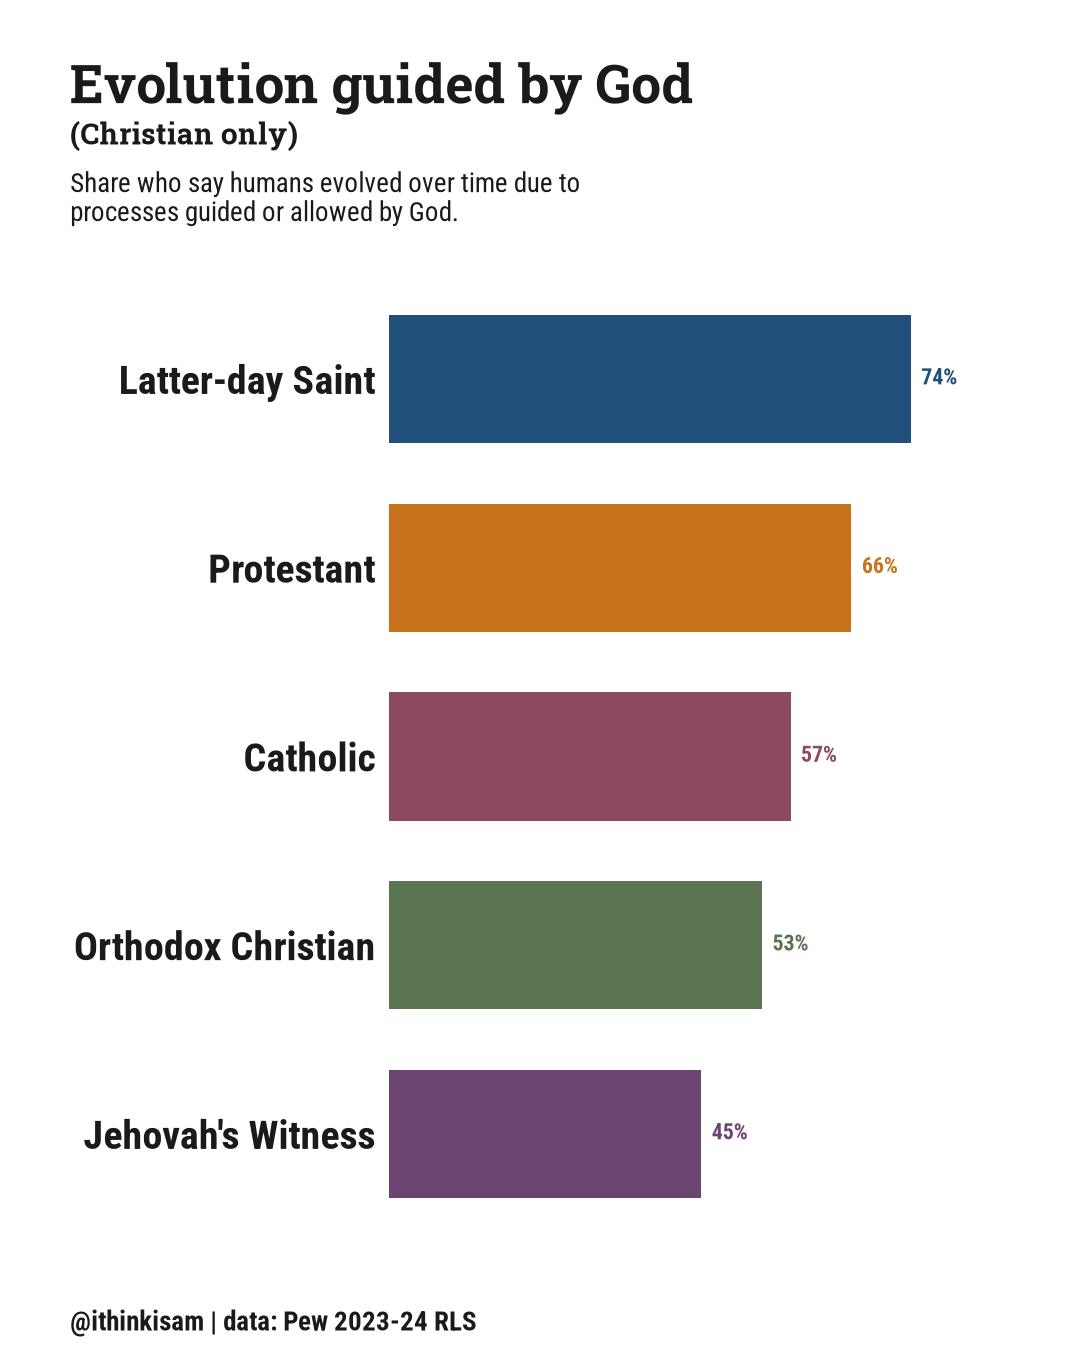 Evolution guided by God
(Christian only)
Share who say humans evolved over time due to
processes guided or allowed by God.
Latter-day Saint
74%
Protestant
66%
Catholic
57%
Orthodox Christian
53%
Jehovah's Witness
45%
@ithinkisam | data: Pew 2023-24 RLS